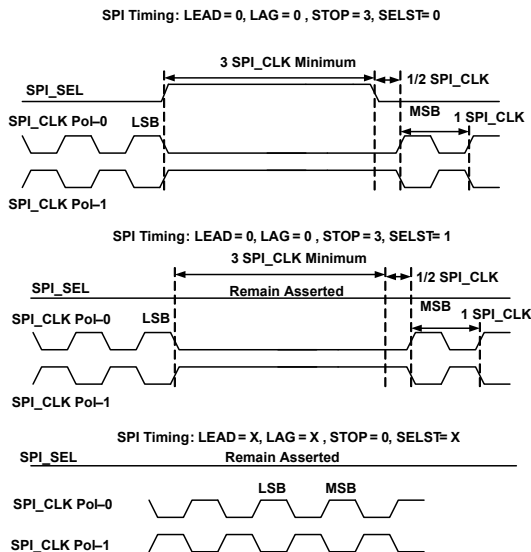 SPI Timing: LEAD = 0, LAG = 0 , STOP = 3, SELST= 0
3 SPI_CLK Minimum
1/2 SPI_CLK
SPI_SEL
MSB
1 SPI_CLK
SPI_CLK Pol–0
LSB
SPI_CLK Pol–1
SPI Timing: LEAD = 0, LAG = 0 , STOP = 3, SELST= 1
3 SPI_CLK Minimum
1/2 SPI_CLK
SPI_SEL
Remain Asserted
MSB
SPI_CLK Pol–0
LSB
1 SPI_CLK
SPI_CLK Pol–1
SPI Timing: LEAD = X, LAG = X , STOP = 0, SELST= X
SPI_SEL
Remain Asserted
LSB
MSB
SPI_CLK Pol–0
SPI_CLK Pol–1